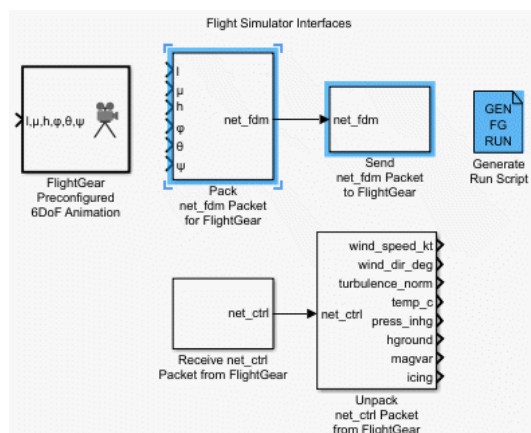 Flight Simulator Interfaces
l,μ,h,φ,θ,ψ
FlightGear
Preconfigured
6DoF Animation
l
μ
h
φ
θ
ψ
net_fdm
Pack
net_fdm Packet
for FlightGear
net_fdm
Send
net_fdm Packet
to FlightGear
GEN
FG
RUN
Generate
Run Script
net_ctrl
Receive net_ctrl
Packet from FlightGear
net_ctrl
wind_speed_kt
wind_dir_deg
turbulence_norm
temp_c
press_inhg
hground
magvar
icing
Unpack
net_ctrl Packet
from FlightGear